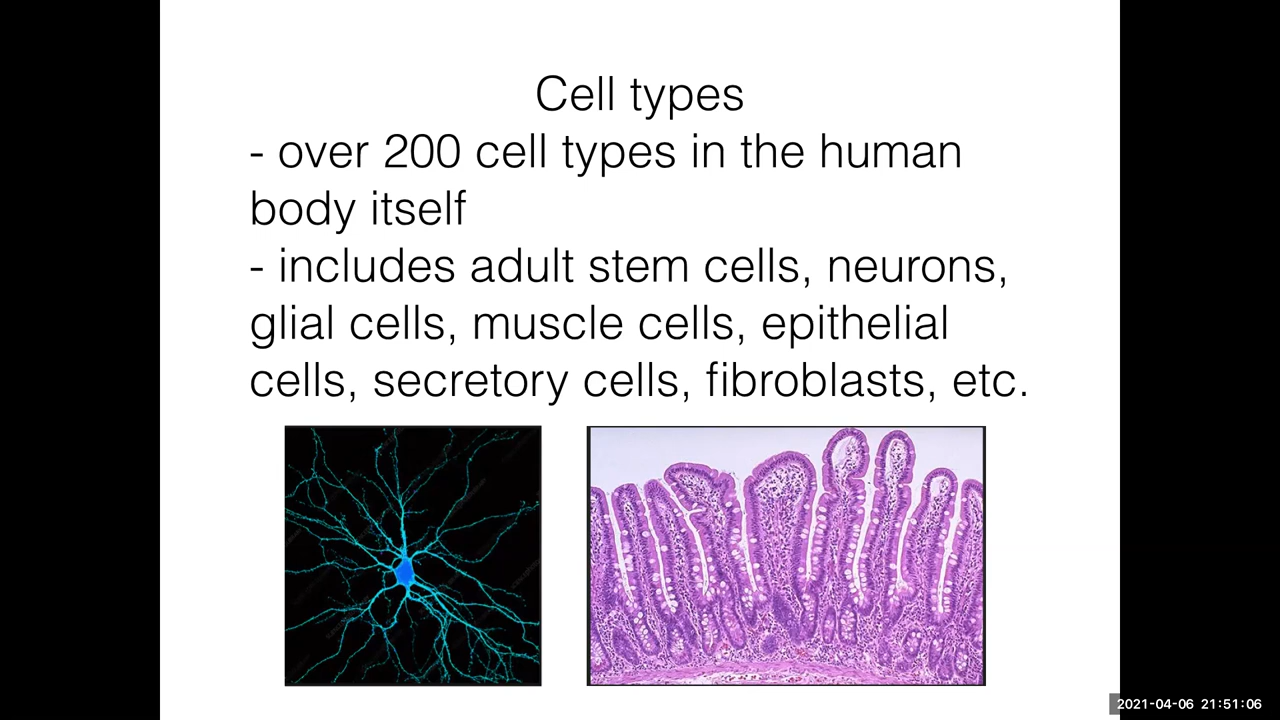 Cell types
- over 200 cell types in the human
body itself
- includes adult stem cells, neurons,
glial cells, muscle cells, epithelial
cells, secretory cells, fibroblasts, etc.
2021-04-06 21:51:06